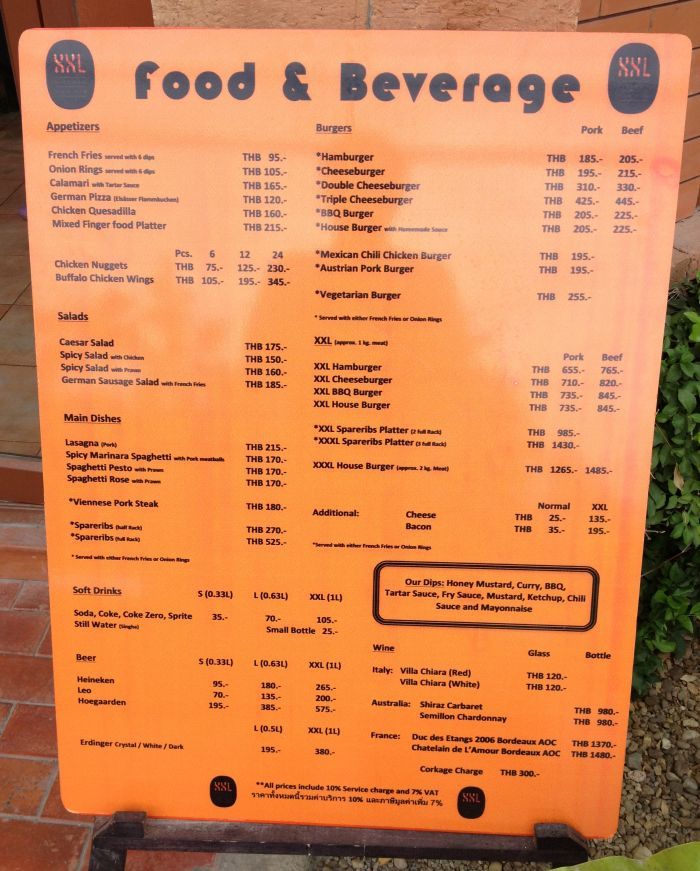 XXL
Food & Beverage
XXL
Appetizers
French Fries served with 6 dips THB 95.-
Onion Rings served with 6 dips THB 105.-
Calamari with Tartar Sauce THB 165.-
German Pizza (Elsässer Flammkuchen) THB 120.-
Chicken Quesadilla THB 160.-
Mixed Finger food Platter THB 215.-
Pcs. 6 12 24
Chicken Nuggets THB 75.- 125.- 230.-
Buffalo Chicken Wings THB 105.- 195.- 345.-
Salads
Caesar Salad THB 175.-
Spicy Salad with Chicken THB 150.-
Spicy Salad with Prawn THB 160.-
German Sausage Salad with French Fries THB 185.-
Main Dishes
Lasagna (Pork) THB 215.-
Spicy Marinara Spaghetti with Pork meatballs THB 170.-
Spaghetti Pesto with Prawn THB 170.-
Spaghetti Rose with Prawn THB 170.-
*Viennese Pork Steak THB 180.-
*Spareribs (half Rack) THB 270.-
*Spareribs (full Rack) THB 525.-
* Served with either French Fries or Onion Rings
Burgers Pork Beef
*Hamburger THB 185.- 205.-
*Cheeseburger THB 195.- 215.-
*Double Cheeseburger THB 310.- 330.-
*Triple Cheeseburger THB 425.- 445.-
*BBQ Burger THB 205.- 225.-
*House Burger with Homemade Sauce THB 205.- 225.-
*Mexican Chili Chicken Burger THB 195.-
*Austrian Pork Burger THB 195.-
*Vegetarian Burger THB 255.-
* Served with either French Fries or Onion Rings
XXL (approx. 1 kg. meat)
Pork Beef
XXL Hamburger THB 655.- 765.-
XXL Cheeseburger THB 710.- 820.-
XXL BBQ Burger THB 735.- 845.-
XXL House Burger THB 735.- 845.-
*XXL Spareribs Platter (2 full Rack) THB 985.-
*XXXL Spareribs Platter (3 full Rack) THB 1430.-
XXXL House Burger (approx. 2 kg. Meat) THB 1265.- 1485.-
Normal XXL
Additional: Cheese THB 25.- 135.-
Bacon THB 35.- 195.-
*Served with either French Fries or Onion Rings
Our Dips: Honey Mustard, Curry, BBQ,
Tartar Sauce, Fry Sauce, Mustard, Ketchup, Chili
Sauce and Mayonnaise
Soft Drinks S (0.33L) L (0.63L) XXL (1L)
Soda, Coke, Coke Zero, Sprite 35.- 70.- 105.-
Still Water (Singha) Small Bottle 25.-
Beer S (0.33L) L (0.63L) XXL (1L)
Heineken 95.- 180.- 265.-
Leo 70.- 135.- 200.-
Hoegaarden 195.- 385.- 575.-
L (0.5L) XXL (1L)
Erdinger Crystal / White / Dark 195.- 380.-
Wine Glass Bottle
Italy: Villa Chiara (Red) THB 120.-
Villa Chiara (White) THB 120.-
Australia: Shiraz Carbaret THB 980.-
Semillon Chardonnay THB 980.-
France: Duc des Etangs 2006 Bordeaux AOC THB 1370.-
Chatelain de L'Amour Bordeaux AOC THB 1480.-
Corkage Charge THB 300.-
XXL
**All prices include 10% Service charge and 7% VAT
ราคาทั้งหมดนี้รวมค่าบริการ 10% และภาษีมูลค่าเพิ่ม 7%
XXL